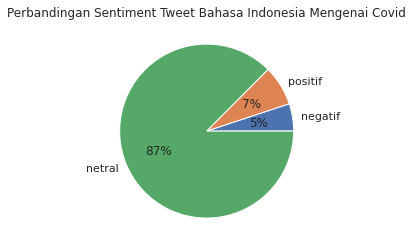 Perbandingan Sentiment Tweet Bahasa Indonesia Mengenai Covid
positif
7%
negatif
5%
87%
netral